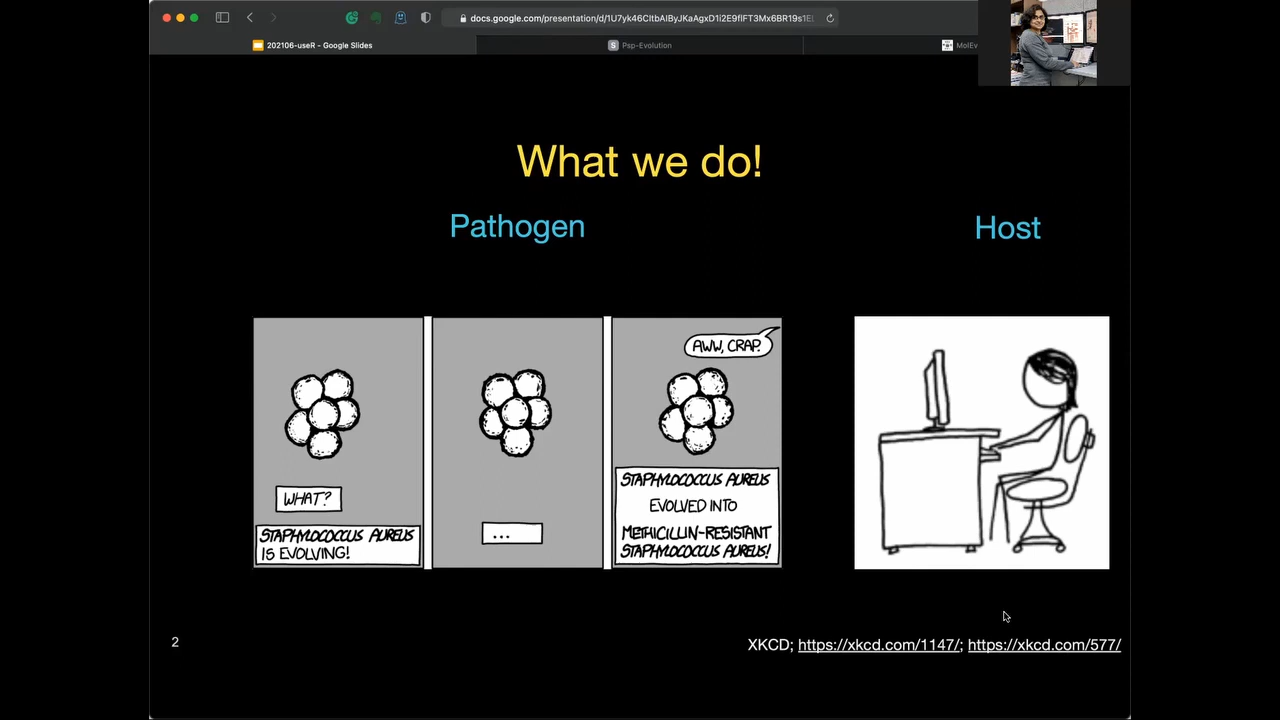 docs.google.com/presentation/d/1U7yk46CItbAIByJKaAgxD1i2E9fIFT3Mx6BR19s1E
202106-useR - Google Slides
Psp-Evolution
MolEv
What we do!
Pathogen
Host
WHAT?
STAPHYLOCOCCUS AUREUS
IS EVOLVING!
...
AWW, CRAP.
STAPHYLOCOCCUS AUREUS
EVOLVED INTO
METHICILLIN-RESISTANT
STAPHYLOCOCCUS AUREUS!
2
XKCD; https://xkcd.com/1147/; https://xkcd.com/577/